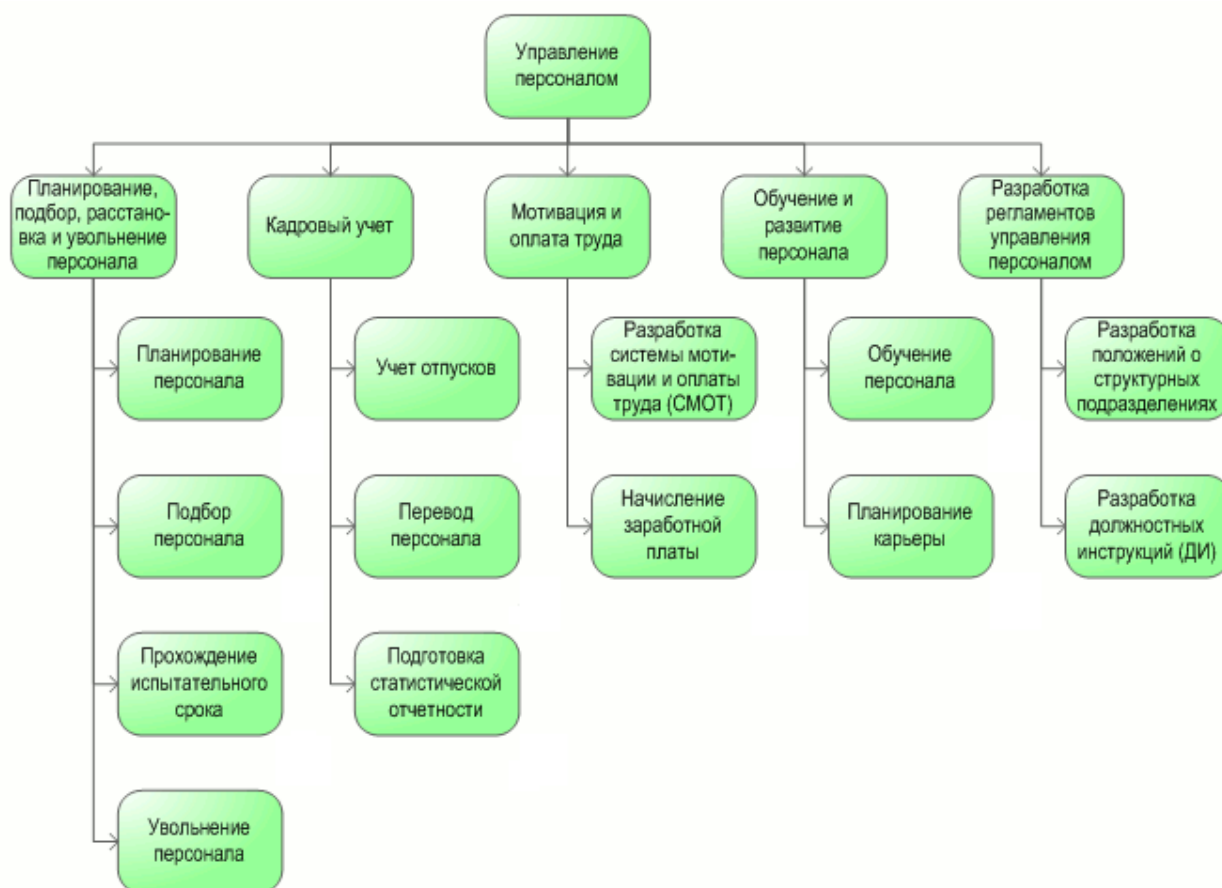 Управление
персоналом
Планирование,
подбор, расстано-
вка и увольнение
персонала
Кадровый учет
Мотивация и
оплата труда
Обучение и
развитие
персонала
Разработка
регламентов
управления
персоналом
Планирование
персонала
Подбор
персонала
Прохождение
испытательного
срока
Увольнение
персонала
Учет отпусков
Перевод
персонала
Подготовка
статистической
отчетности
Разработка
системы моти-
вации и оплаты
труда (СМОТ)
Начисление
заработной
платы
Обучение
персонала
Планирование
карьеры
Разработка
положений о
структурных
подразделениях
Разработка
должностных
инструкций (ДИ)